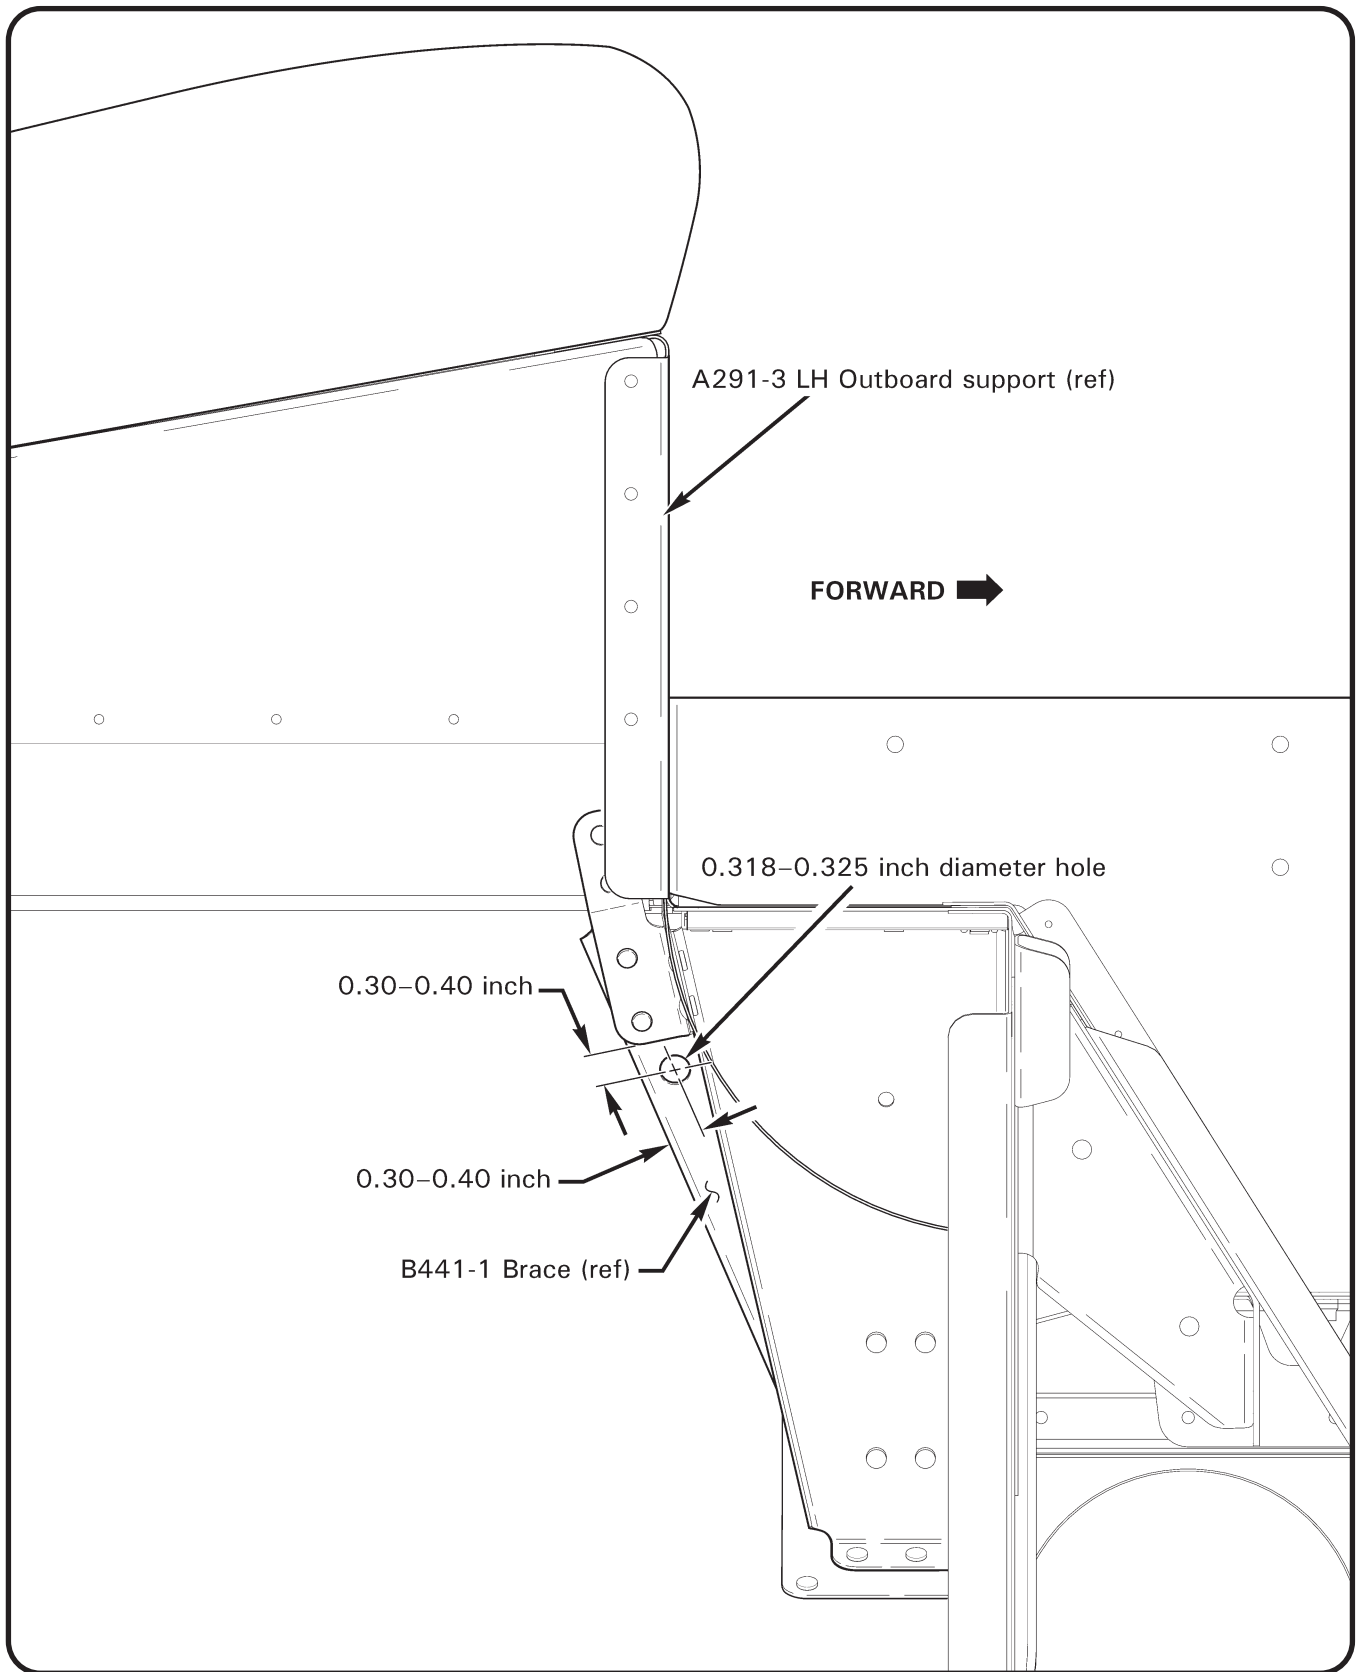 A291-3 LH Outboard support (ref)
FORWARD
0.318–0.325 inch diameter hole
0.30–0.40 inch
0.30–0.40 inch
B441-1 Brace (ref)